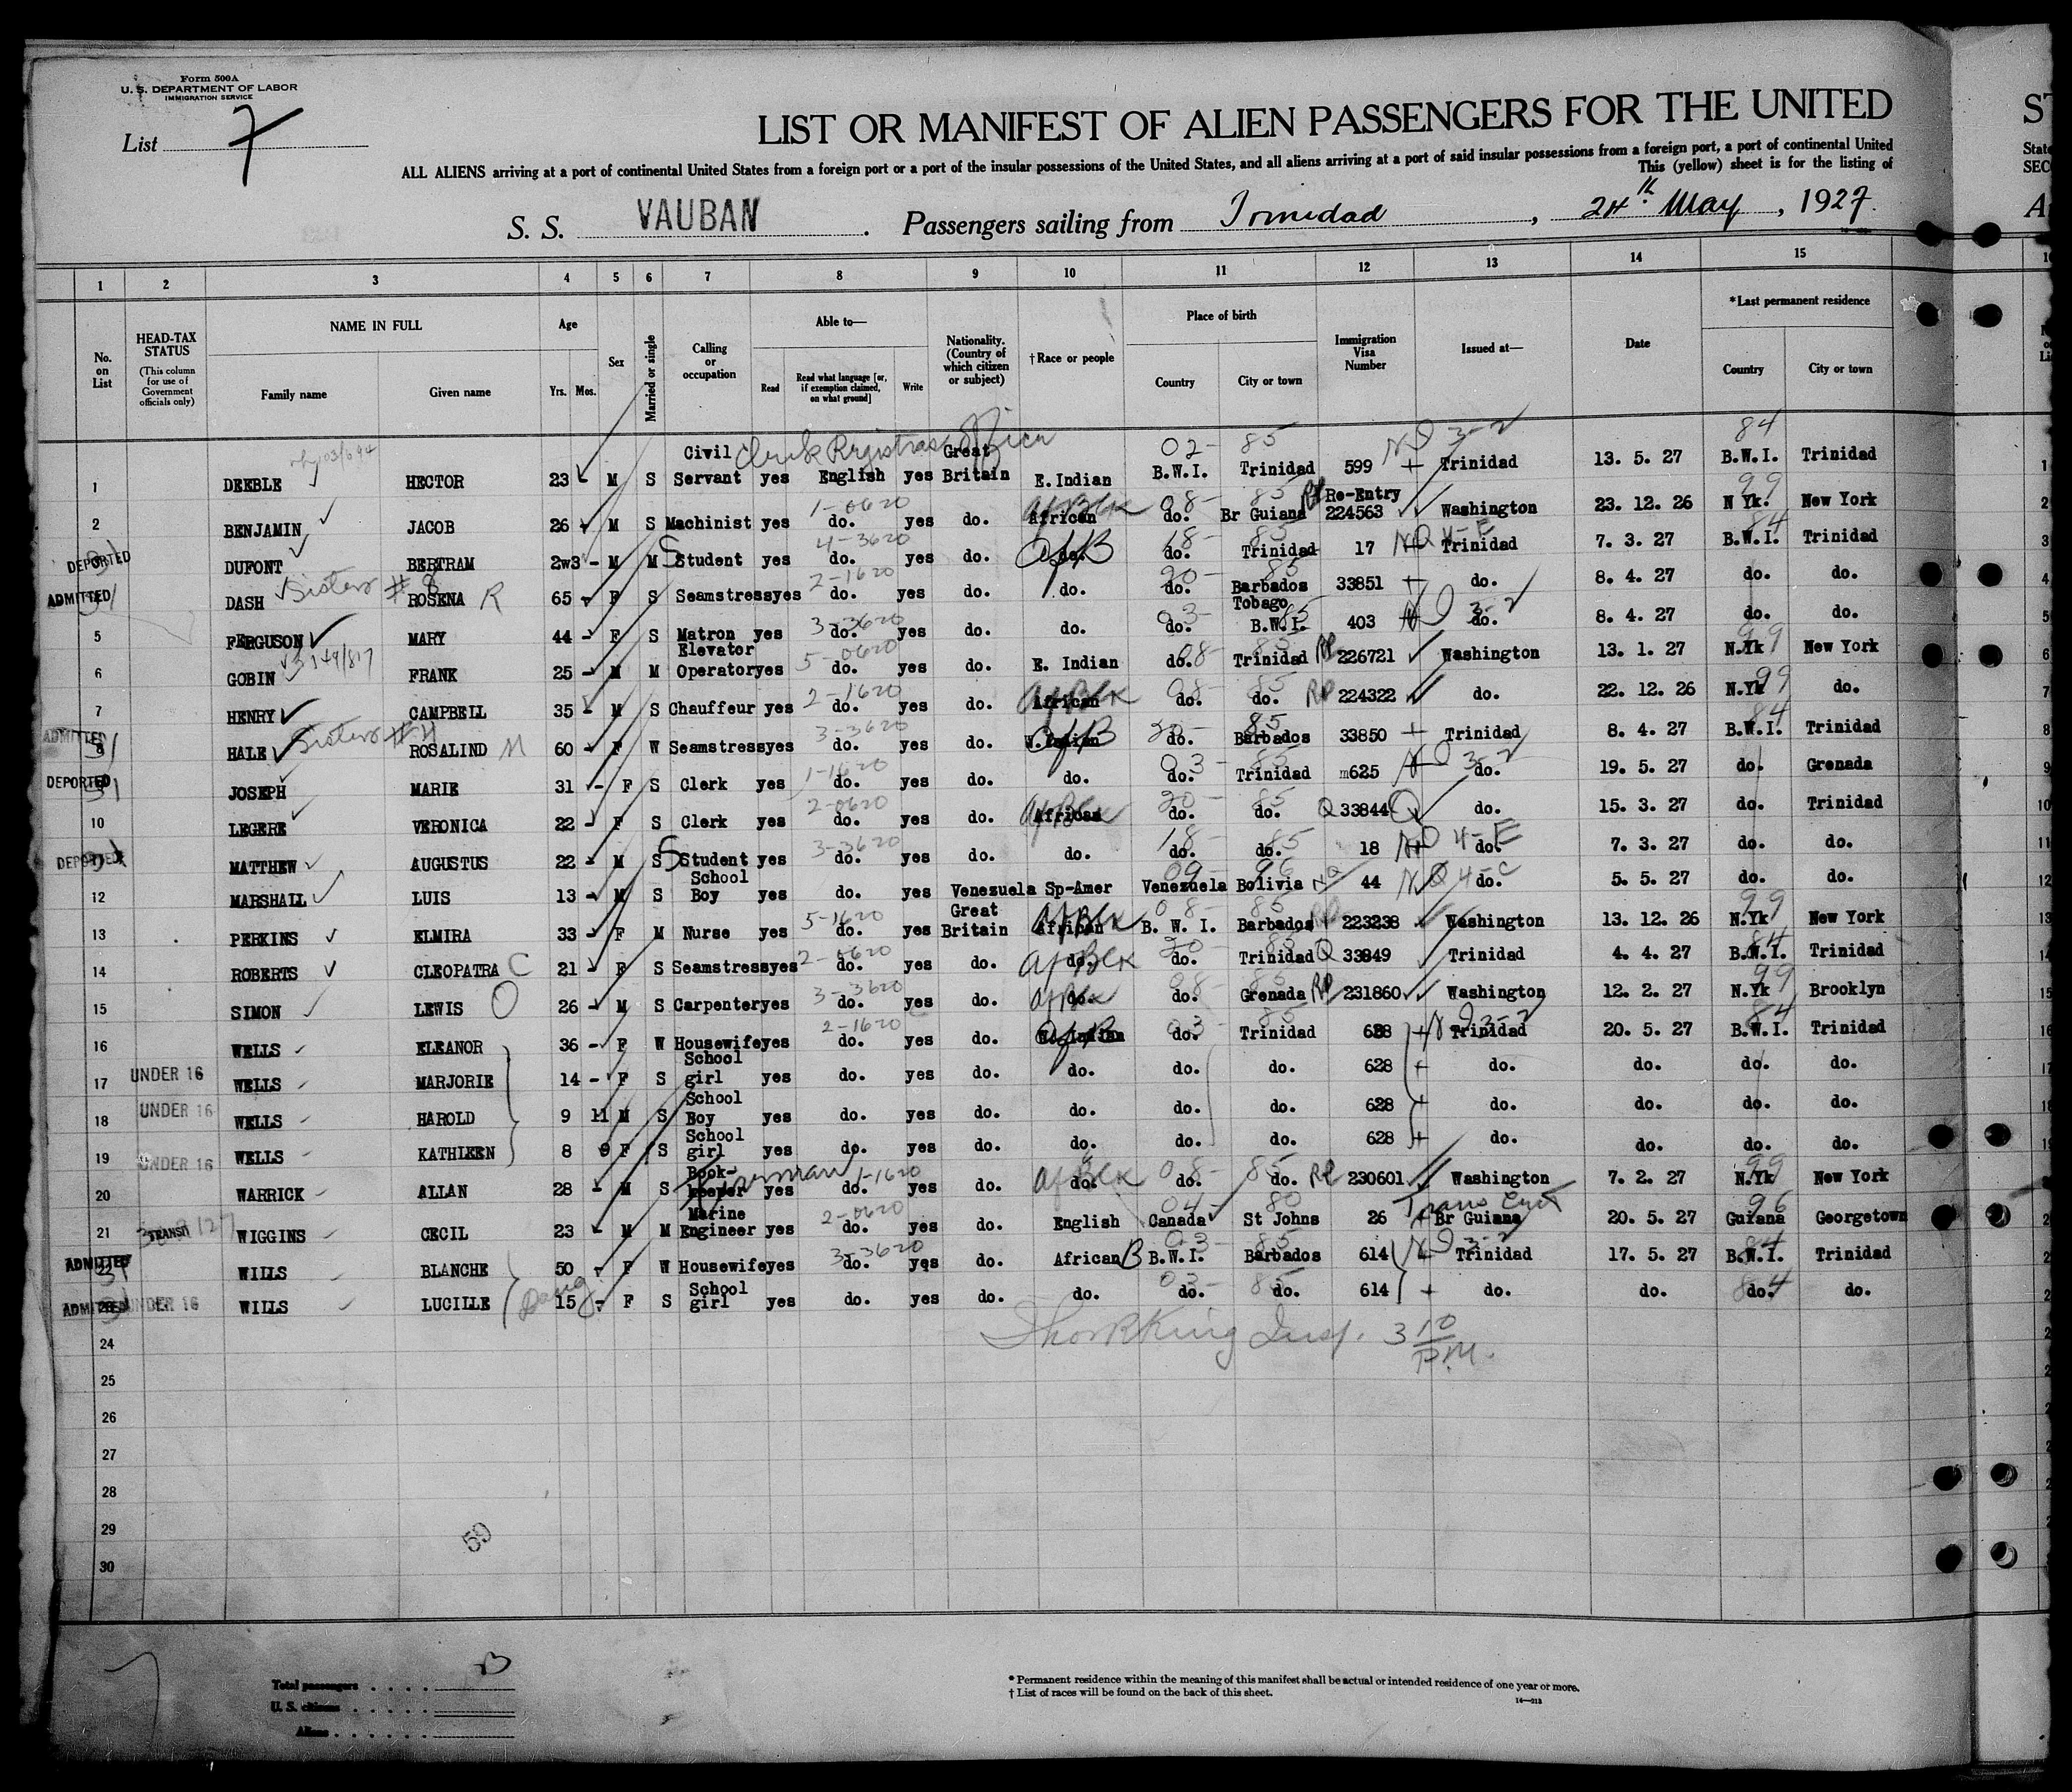 Form 500A
U. S. DEPARTMENT OF LABOR
IMMIGRATION SERVICE
List 7
LIST OR MANIFEST OF ALIEN PASSENGERS FOR THE UNITED
ST
ALL ALIENS arriving at a port of continental United States from a foreign port or a port of the insular possessions of the United States, and all aliens arriving at a port of said insular possessions from a foreign port, a port of continental United
State
This (yellow) sheet is for the listing of
SEC
S. S. VAUBAN. Passengers sailing from Trinidad, 24th May, 1927.
1 2 3 4 5 6 7 8 9 10 11 12 13 14 15
No. on List
HEAD-TAX STATUS (This column for use of Government officials only)
NAME IN FULL
Family name Given name
Age
Yrs. Mos.
Sex
Married or single
Calling or occupation
Able to—
Read
Read what language [or, if exemption claimed, on what ground]
Write
Nationality. (Country of which citizen or subject)
†Race or people
Place of birth
Country City or town
Immigration Visa Number
Issued at—
Date
*Last permanent residence
Country City or town
Clerk Registrar Office
1 DEEBLE HECTOR 23 M S Civil Servant yes English yes Great Britain E.Indian B.W.I. Trinidad 599 + Trinidad 13. 5. 27 B.W.I. Trinidad
2 BENJAMIN JACOB 26 M S Machinist yes do. yes do. African do. Br Guiana Re-Entry 224563 Washington 23. 12. 26 N Yk. New York
DEPORTED DUFONT BERTRAM 2w3 - M M S Student yes do. yes do. do. do. Trinidad 17 Trinidad 7. 3. 27 B.W.I. Trinidad
ADMITTED DASH Sister # 8 ROSENA R 65 F S Seamstress yes do. yes do. do. do. Barbados 33851 + do. 8. 4. 27 do. do.
5 FERGUSON MARY 44 - F S Matron yes do. yes do. do. do. Tobago B.W.I. 403 do. 8. 4. 27 do. do.
6 GOBIN FRANK 25 - M M Elevator Operator yes do. yes do. E. Indian do. Trinidad 226721 Washington 13. 1. 27 N.Yk New York
7 HENRY CAMPBELL 35 - M S Chauffeur yes do. yes do. African do. do. 224322 do. 22. 12. 26 N.Yk do.
ADMITTED HALE Sister # 4 ROSALIND M 60 F W Seamstress yes do. yes do. W.Indian do. Barbados 33850 + Trinidad 8. 4. 27 B.W.I. Trinidad
DEPORTED JOSEPH MARIE 31 - F S Clerk yes do. yes do. do. do. Trinidad m625 do. 19. 5. 27 do. Grenada
10 LEGERE VERONICA 22 - F S Clerk yes do. yes do. African do. do. Q 33844 Q do. 15. 3. 27 do. Trinidad
DEPORTED MATTHEW AUGUSTUS 22 - M S S Student yes do. yes do. do. do. do. 18 do. 7. 3. 27 do. do.
12 MARSHALL LUIS 13 - M S School Boy yes do. yes Venezuela Sp-Amer Venezuela Bolivia 44 do. 5. 5. 27 do. do.
13 PERKINS ELMIRA 33 - F M Nurse yes do. yes Great Britain African B. W. I. Barbados 223238 Washington 13. 12. 26 N.Yk New York
14 ROBERTS CLEOPATRA C 21 - F S Seamstress yes do. yes do. do. do. Trinidad Q 33849 Trinidad 4. 4. 27 B.W.I. Trinidad
15 SIMON LEWIS O 26 - M S Carpenter yes do. yes do. do. do. Grenada 231860 Washington 12. 2. 27 N.Yk Brooklyn
16 WELLS ELEANOR 36 - F W Housewife yes do. yes do. W.Indian do. Trinidad 628 + Trinidad 20. 5. 27 B.W.I. Trinidad
17 UNDER 16 WELLS MARJORIE 14 - F S School girl yes do. yes do. do. do. do. 628 + do. do. do. do.
18 UNDER 16 WELLS HAROLD 9 11 M S School Boy yes do. yes do. do. do. do. 628 + do. do. do. do.
19 UNDER 16 WELLS KATHLEEN 8 9 F S School girl yes do. yes do. do. do. do. 628 + do. do. do. do.
20 WARRICK ALLAN 28 - M S Book-keeper yes do. yes do. do. do. do. 230601 Washington 7. 2. 27 N.Yk New York
21 TRANSIT WIGGINS CECIL 23 M M Marine Engineer yes do. yes do. English Canada St Johns 26 Br Guiana 20. 5. 27 Guiana Georgetown
ADMITTED WILLS BLANCHE 50 - F W Housewife yes do. yes do. African B B.W.I. Barbados 614 + Trinidad 17. 5. 27 B.W.I. Trinidad
ADMITTED UNDER 16 WILLS LUCILLE Daug 15 - F S School girl yes do. yes do. do. do. do. 614 + do. do. do. do.
24 Insp. 3 10 P.M.
25
26
27
28
29
30
59
Total passengers
U. S. citizens
Aliens
* Permanent residence within the meaning of this manifest shall be actual or intended residence of one year or more.
† List of races will be found on the back of this sheet.
14—213